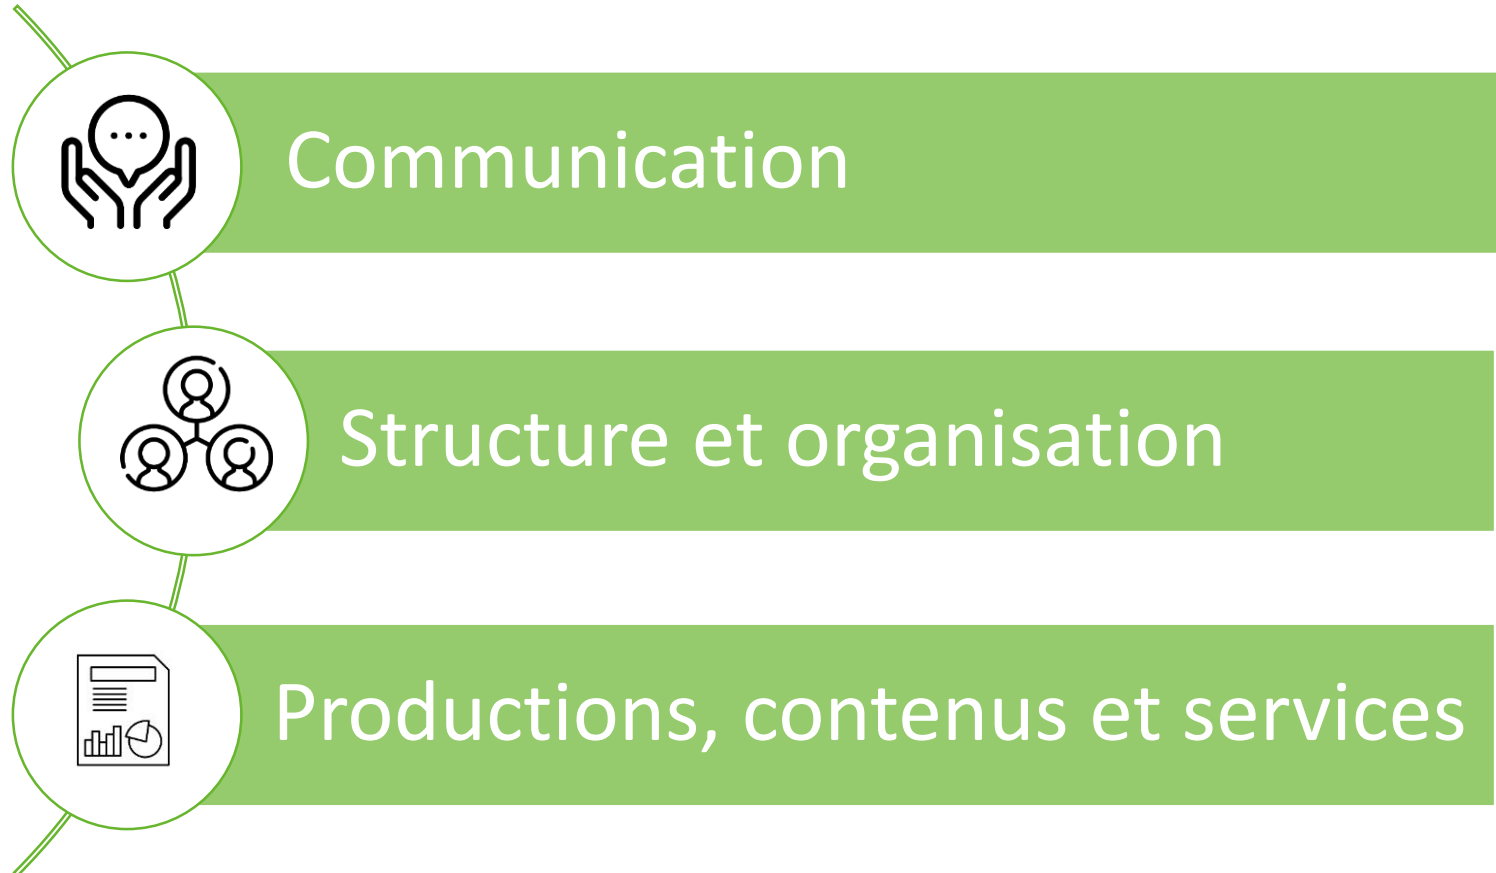 Communication
Structure et organisation
Productions, contenus et services